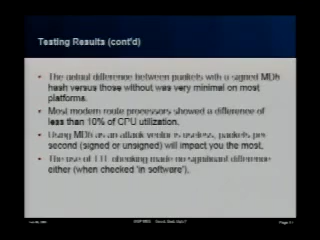 Testing Results (cont'd)
• The actual difference between packets with a signed MD5
hash versus those without was very minimal on most
platforms.
• Most modern route processors showed a difference of
less than 10% of CPU utilization.
• Using MD5 as an attack vector is useless, packets per
second (signed or unsigned) will impact you the most.
• The use of TTL checking made no significant difference
either (when checked 'in software').